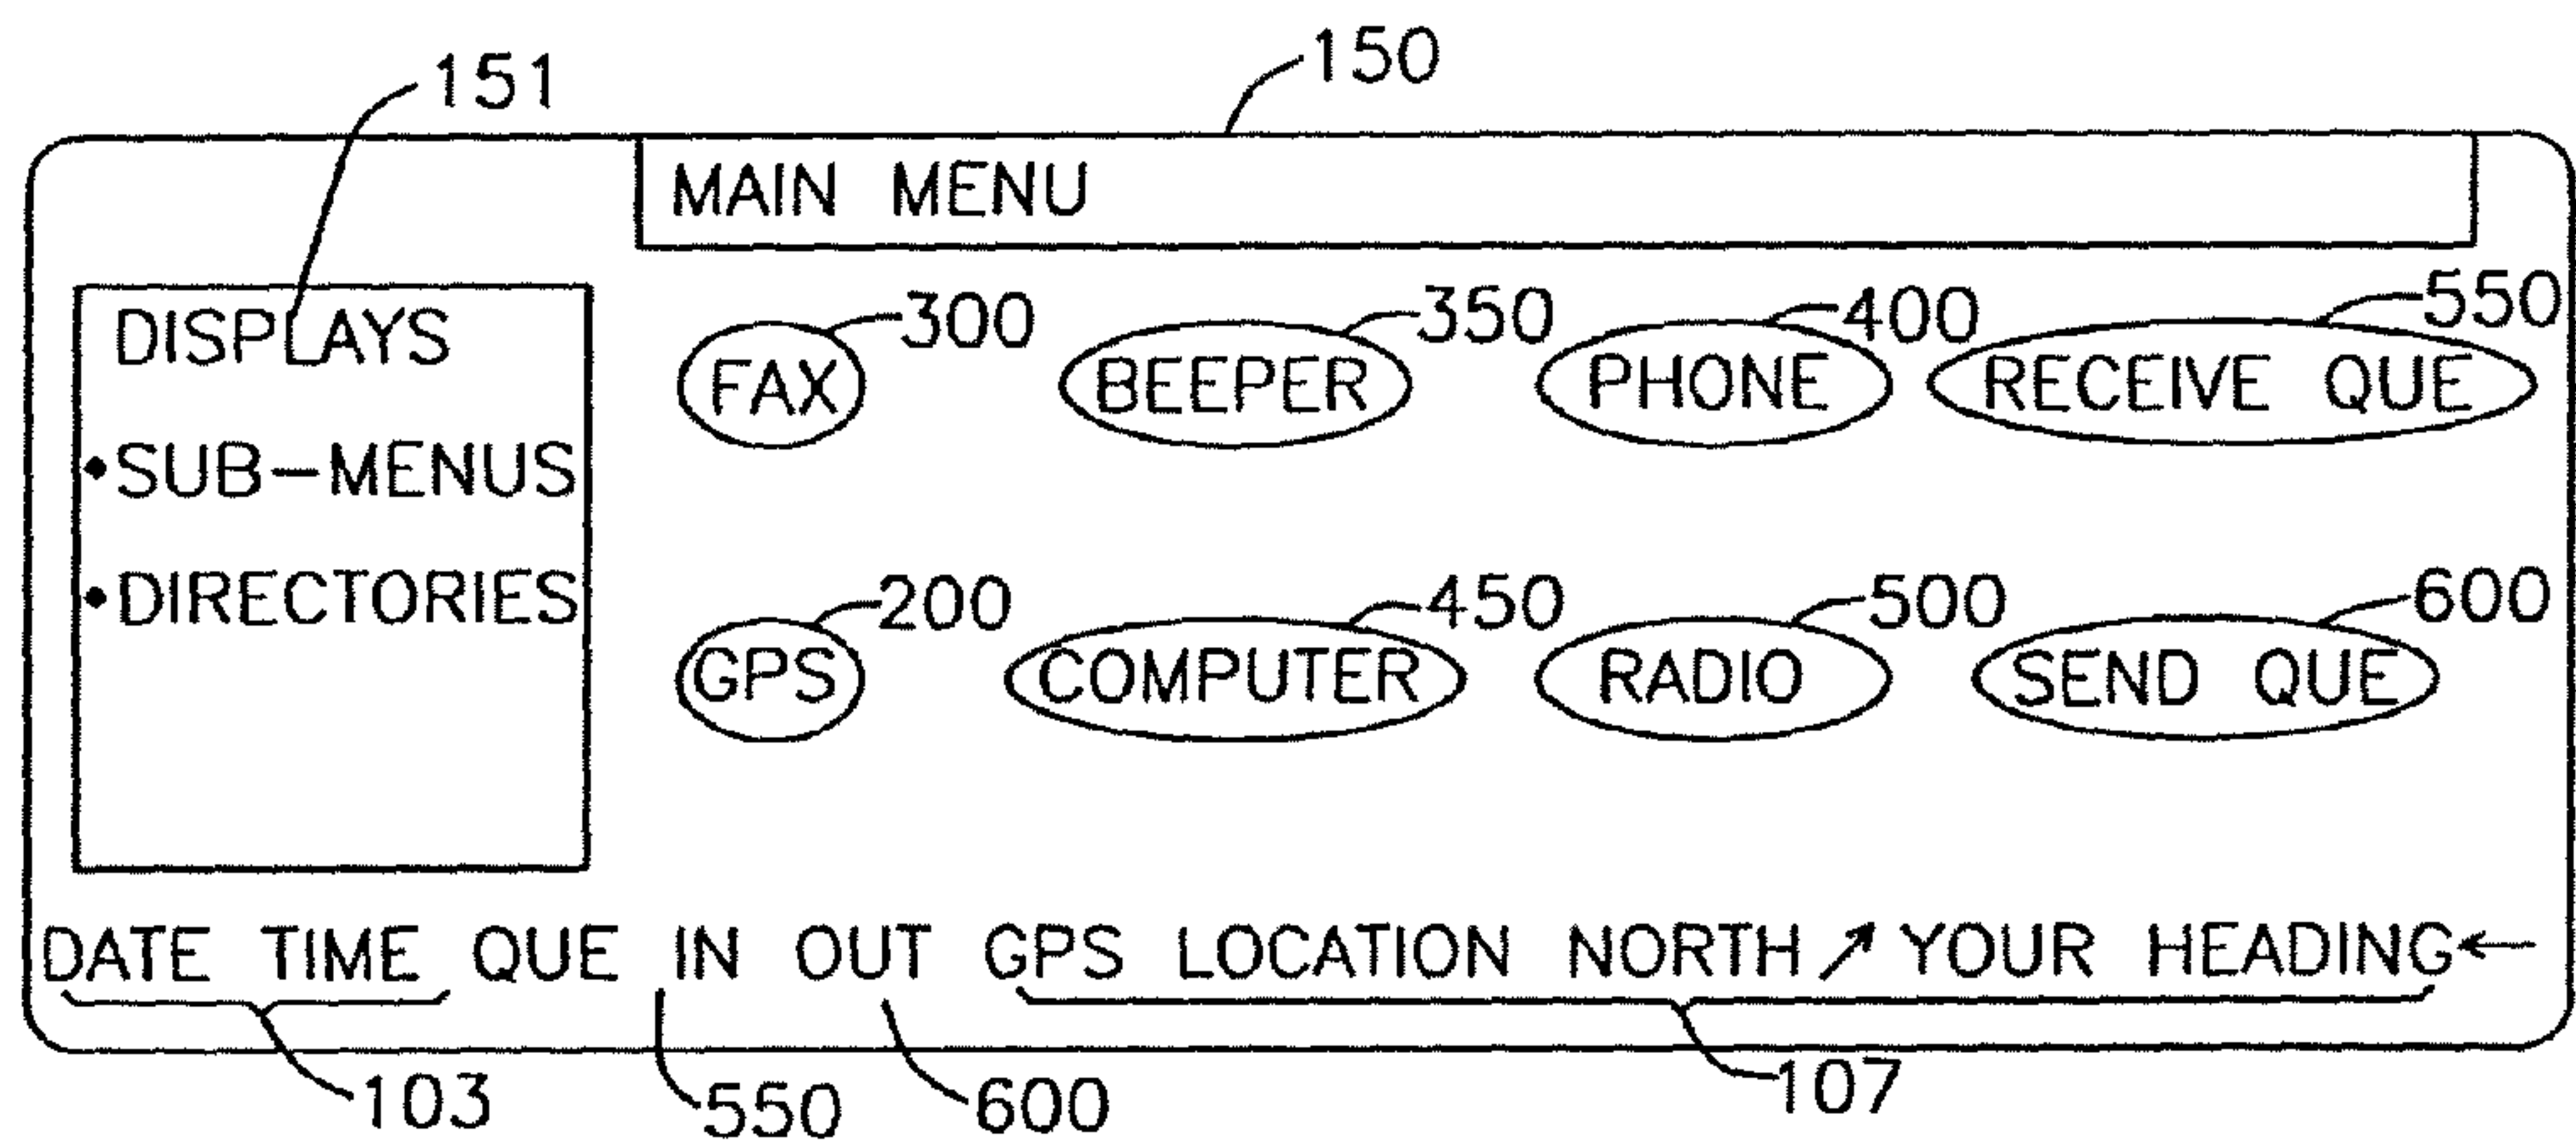 151
150
MAIN MENU
DISPLAYS
•SUB-MENUS
•DIRECTORIES
300 350 400 550
FAX BEEPER PHONE RECEIVE QUE
200 450 500 600
GPS COMPUTER RADIO SEND QUE
DATE TIME QUE IN OUT GPS LOCATION NORTH ↗ YOUR HEADING←
103 550 600 107